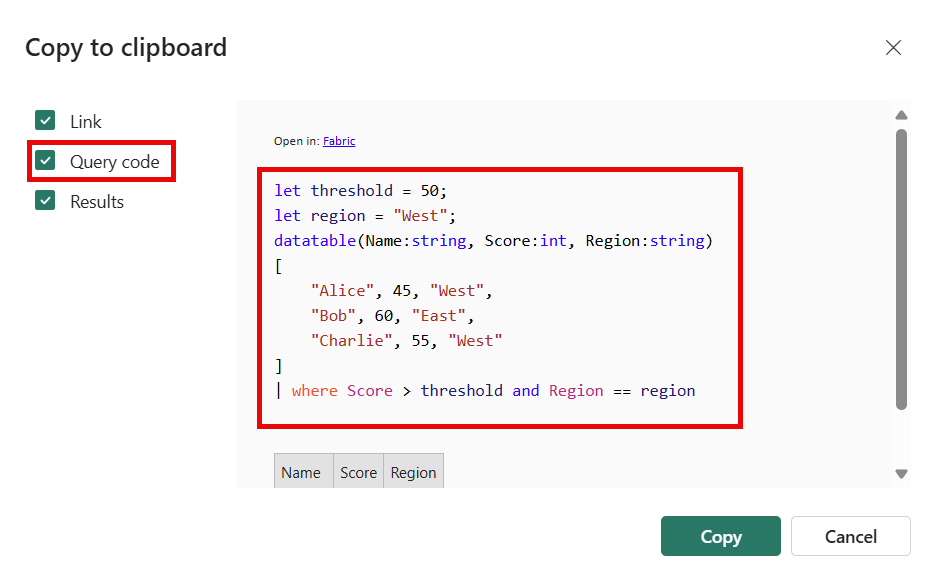 Copy to clipboard
Link
Query code
Results
Open in: Fabric
let threshold = 50;
let region = "West";
datatable(Name:string, Score:int, Region:string)
[
    "Alice", 45, "West",
    "Bob", 60, "East",
    "Charlie", 55, "West"
]
| where Score > threshold and Region == region
Name Score Region
Copy Cancel